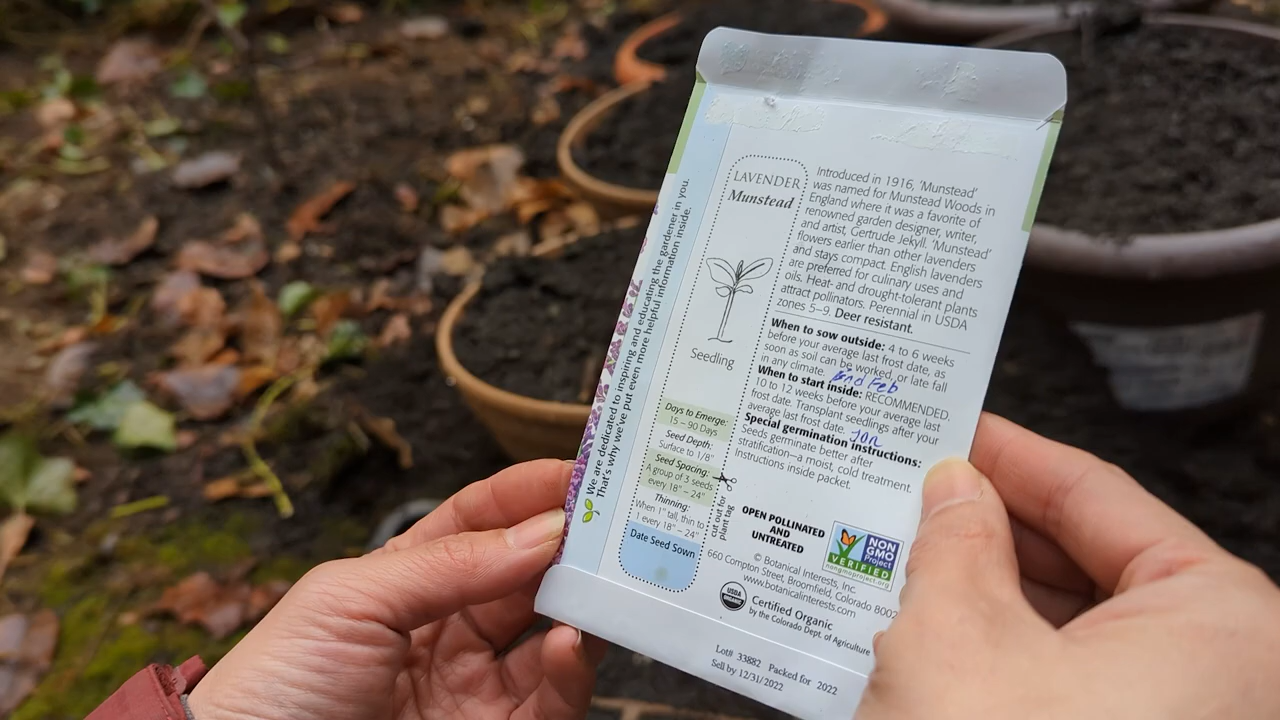 We are dedicated to inspiring and educating the gardener in you.
That's why we've put even more helpful information inside.
LAVENDER
Munstead
Seedling
Days to Emerge:
15 – 90 Days
Seed Depth:
Surface to 1/8"
Seed Spacing:
A group of 3 seeds
every 18" – 24"
Thinning:
When 1" tall, thin to
1 every 18" – 24"
Date Seed Sown
cut out for
plant tag
Introduced in 1916, 'Munstead'
was named for Munstead Woods in
England where it was a favorite of
renowned garden designer, writer,
and artist, Gertrude Jekyll. 'Munstead'
flowers earlier than other lavenders
and stays compact. English lavenders
are preferred for culinary uses and
oils. Heat- and drought-tolerant plants
attract pollinators. Perennial in USDA
zones 5–9. Deer resistant.
When to sow outside: 4 to 6 weeks
before your average last frost date, as
soon as soil can be worked, or late fall
in any climate. End Feb
When to start inside: RECOMMENDED.
10 to 12 weeks before your average last
frost date. Transplant seedlings after your
average last frost date. Jan
Special germination instructions:
Seeds germinate better after
stratification—a moist, cold treatment.
Instructions inside packet.
OPEN POLLINATED
AND
UNTREATED
NON
GMO
Project
VERIFIED
nongmoproject.org
© Botanical Interests, Inc.
660 Compton Street, Broomfield, Colorado
www.botanicalinterests.com
USDA
ORGANIC
Certified Organic
by the Colorado Dept. of Agriculture
Lot# 33882 Packed for 2022
Sell by 12/31/2022